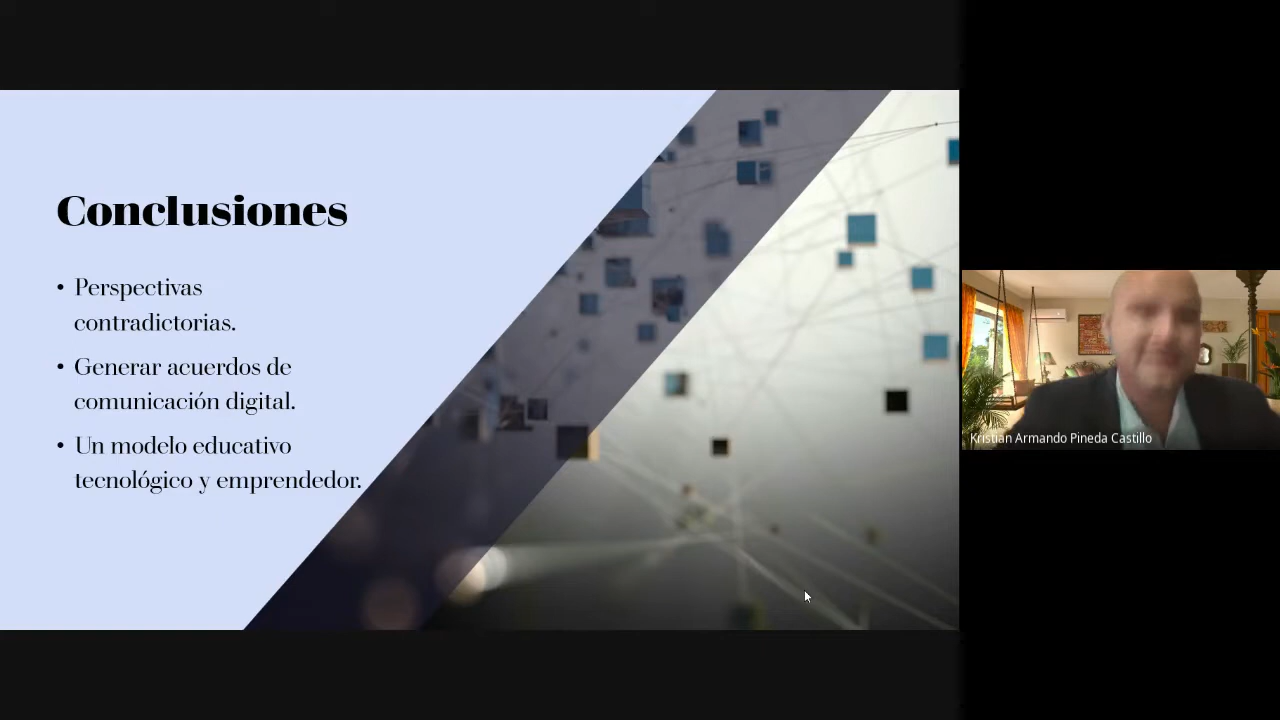 Conclusiones
• Perspectivas
contradictorias.
• Generar acuerdos de
comunicación digital.
• Un modelo educativo
tecnológico y emprendedor.
Kristian Armando Pineda Castillo